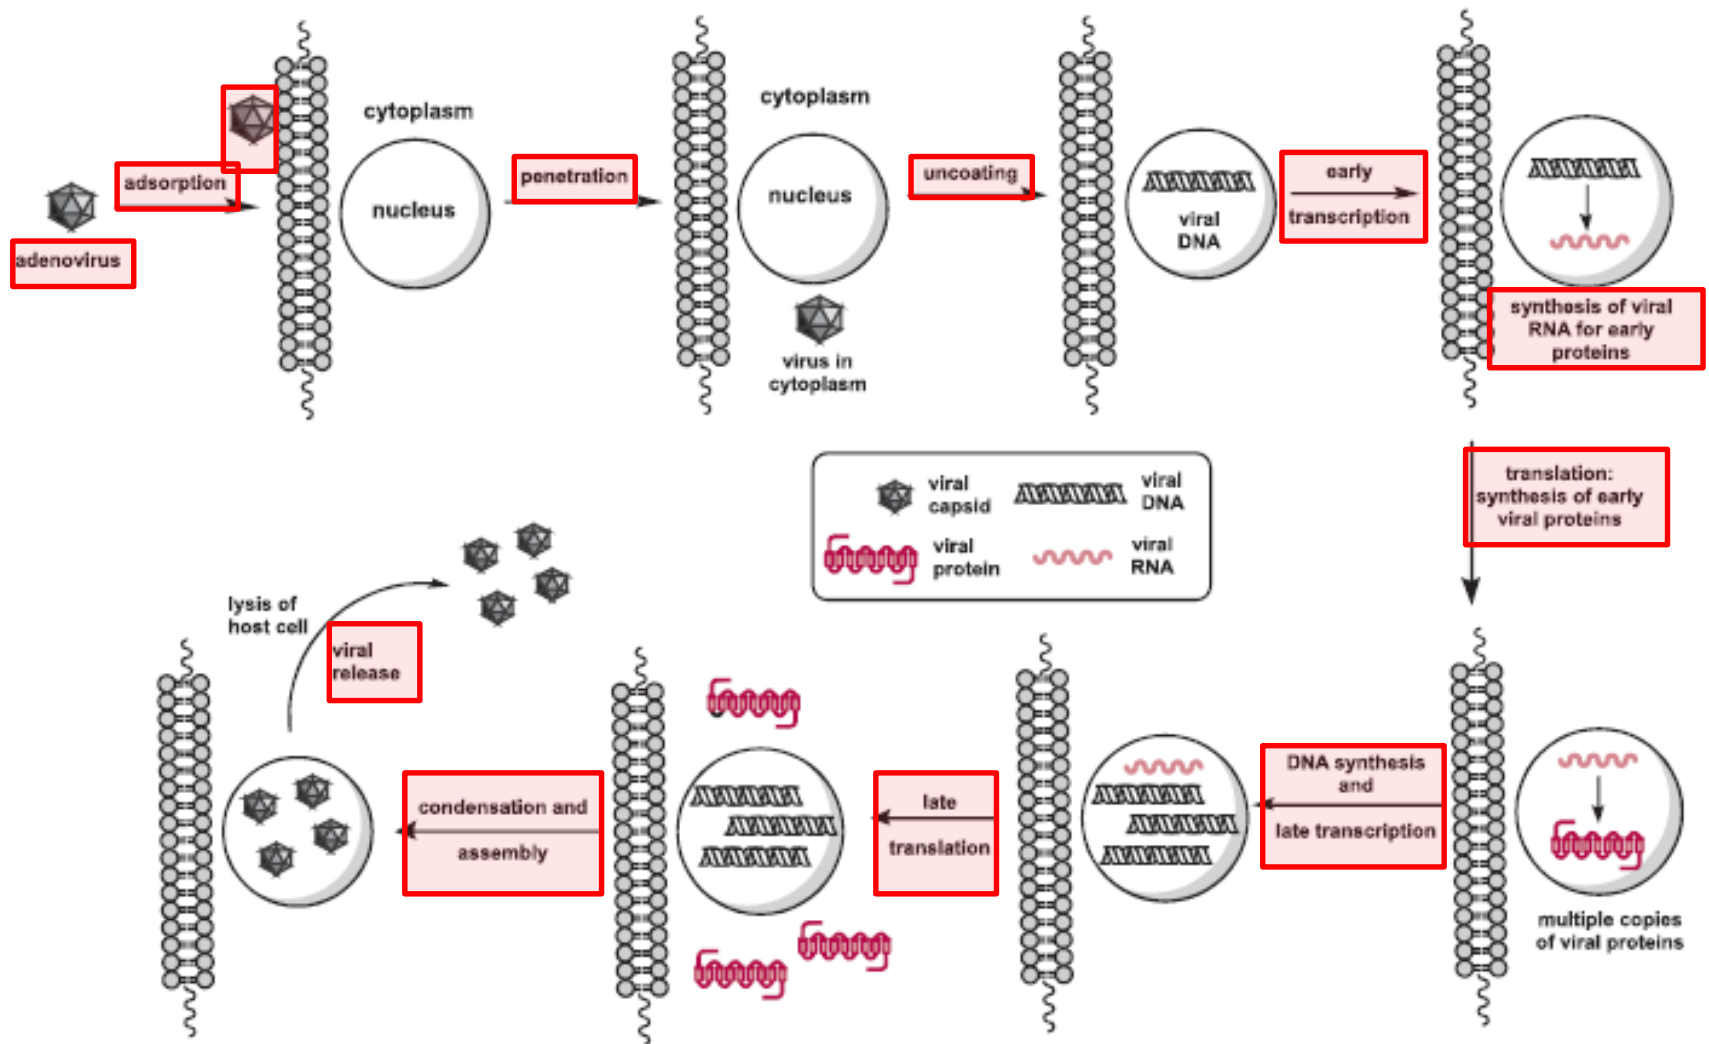 adenovirus
adsorption
cytoplasm
nucleus
penetration
cytoplasm
nucleus
virus in
cytoplasm
uncoating
viral
DNA
early
transcription
synthesis of viral
RNA for early
proteins
translation:
synthesis of early
viral proteins
viral
capsid
viral
DNA
viral
protein
viral
RNA
multiple copies
of viral proteins
DNA synthesis
and
late transcription
late
translation
condensation and
assembly
lysis of
host cell
viral
release